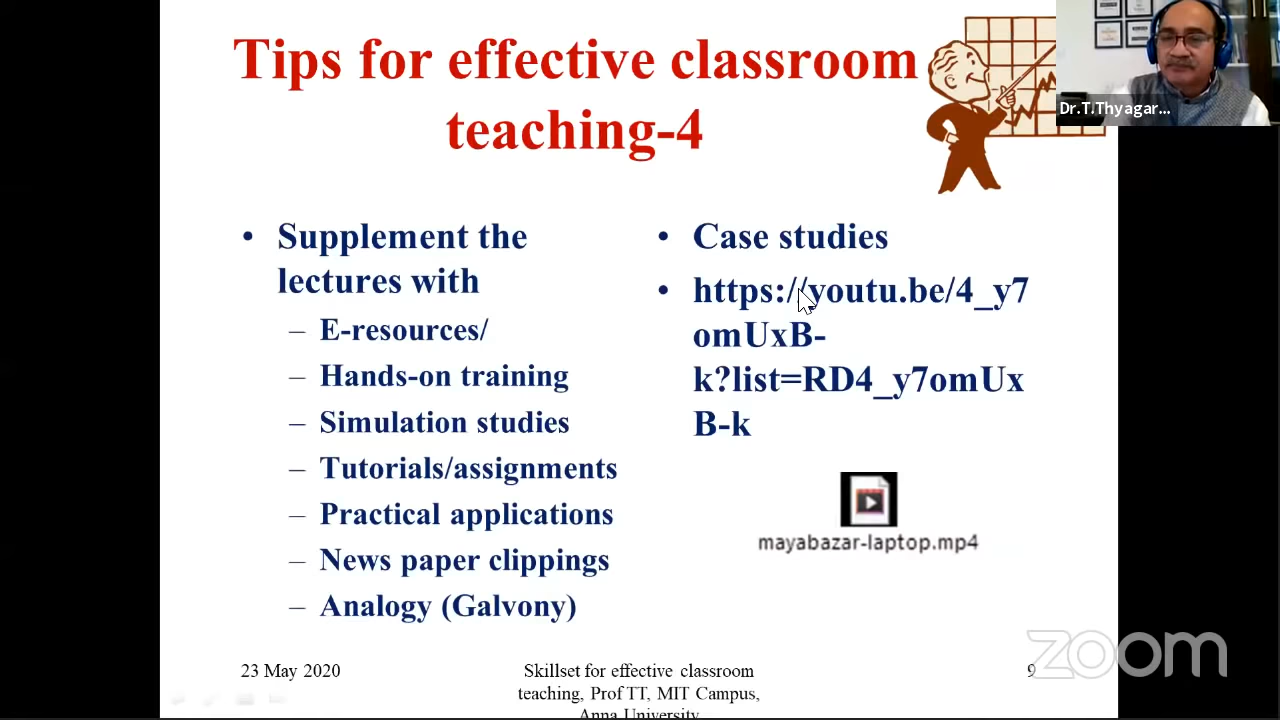 Tips for effective classroom
teaching-4
Dr.T.Thyagar...
• Supplement the
lectures with
– E-resources/
– Hands-on training
– Simulation studies
– Tutorials/assignments
– Practical applications
– News paper clippings
– Analogy (Galvony)
• Case studies
• https://youtu.be/4_y7
omUxB-
k?list=RD4_y7omUx
B-k
mayabazar-laptop.mp4
23 May 2020
Skillset for effective classroom
teaching, Prof TT, MIT Campus,
Anna University
9
zoom